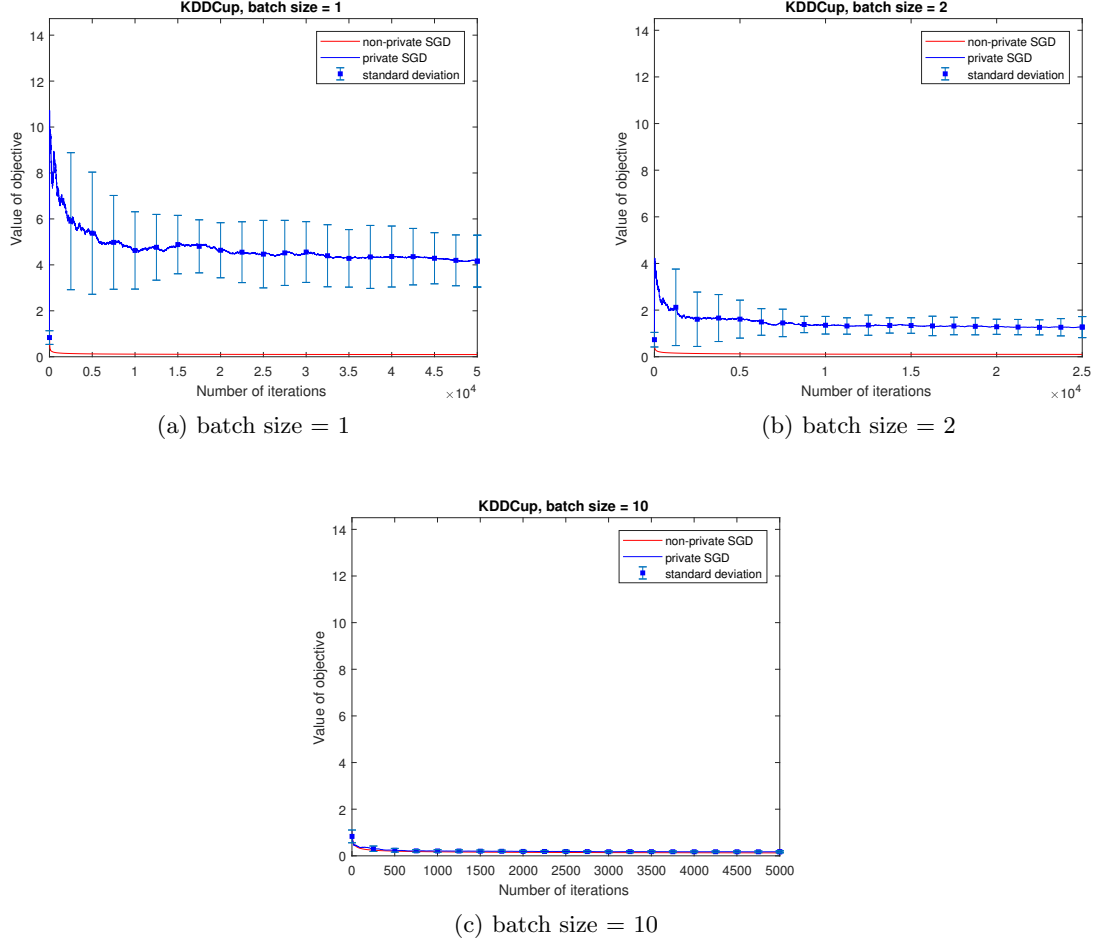 KDDCup, batch size = 1
non-private SGD
private SGD
standard deviation
Value of objective
14
12
10
8
6
4
2
0
0 0.5 1 1.5 2 2.5 3 3.5 4 4.5 5
Number of iterations
×10⁴
(a) batch size = 1
KDDCup, batch size = 2
non-private SGD
private SGD
standard deviation
Value of objective
14
12
10
8
6
4
2
0
0 0.5 1 1.5 2 2.5
Number of iterations
×10⁴
(b) batch size = 2
KDDCup, batch size = 10
non-private SGD
private SGD
standard deviation
Value of objective
14
12
10
8
6
4
2
0
0 500 1000 1500 2000 2500 3000 3500 4000 4500 5000
Number of iterations
(c) batch size = 10